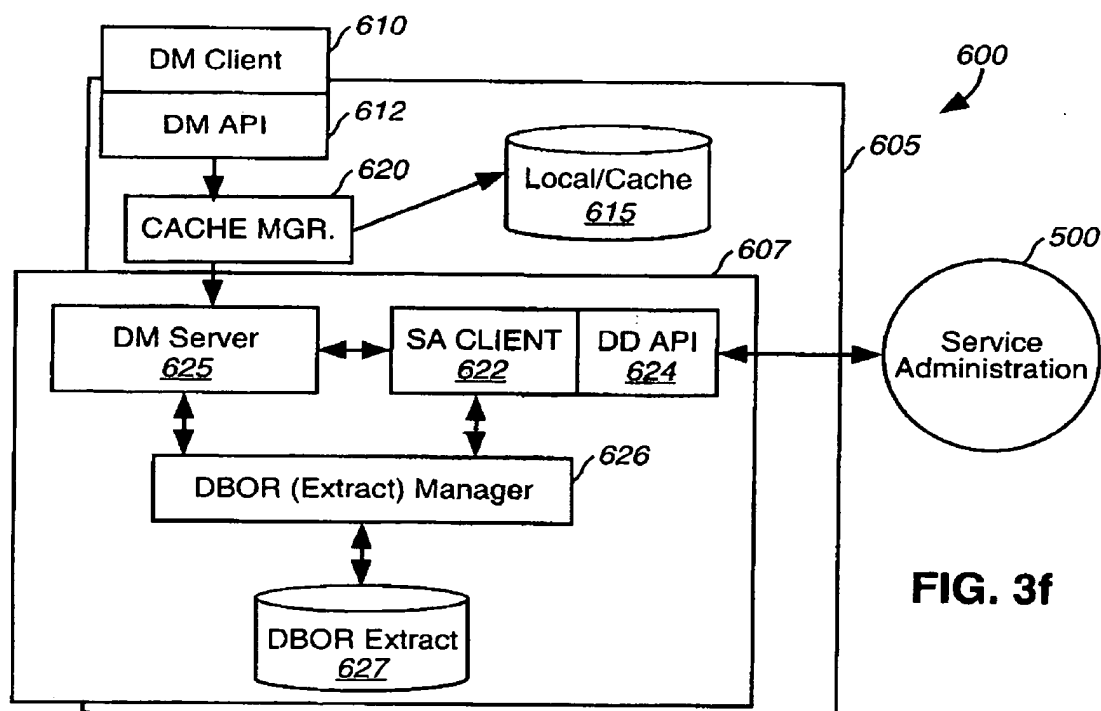 610
DM Client
600
612
DM API
605
620
Local/Cache
615
CACHE MGR.
607
500
DM Server
625
SA CLIENT
622
DD API
624
Service
Administration
626
DBOR (Extract) Manager
FIG. 3f
DBOR Extract
627